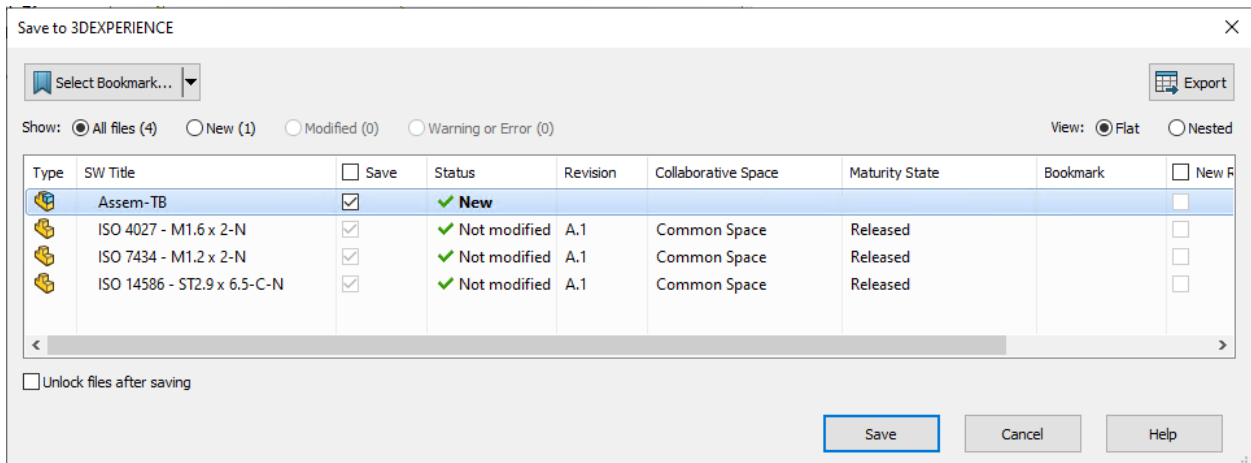 Save to 3DEXPERIENCE
Select Bookmark...
Export
Show: All files (4) New (1) Modified (0) Warning or Error (0) View: Flat Nested
Type SW Title Save Status Revision Collaborative Space Maturity State Bookmark New R
Assem-TB New
ISO 4027 - M1.6 x 2-N Not modified A.1 Common Space Released
ISO 7434 - M1.2 x 2-N Not modified A.1 Common Space Released
ISO 14586 - ST2.9 x 6.5-C-N Not modified A.1 Common Space Released
Unlock files after saving
Save Cancel Help